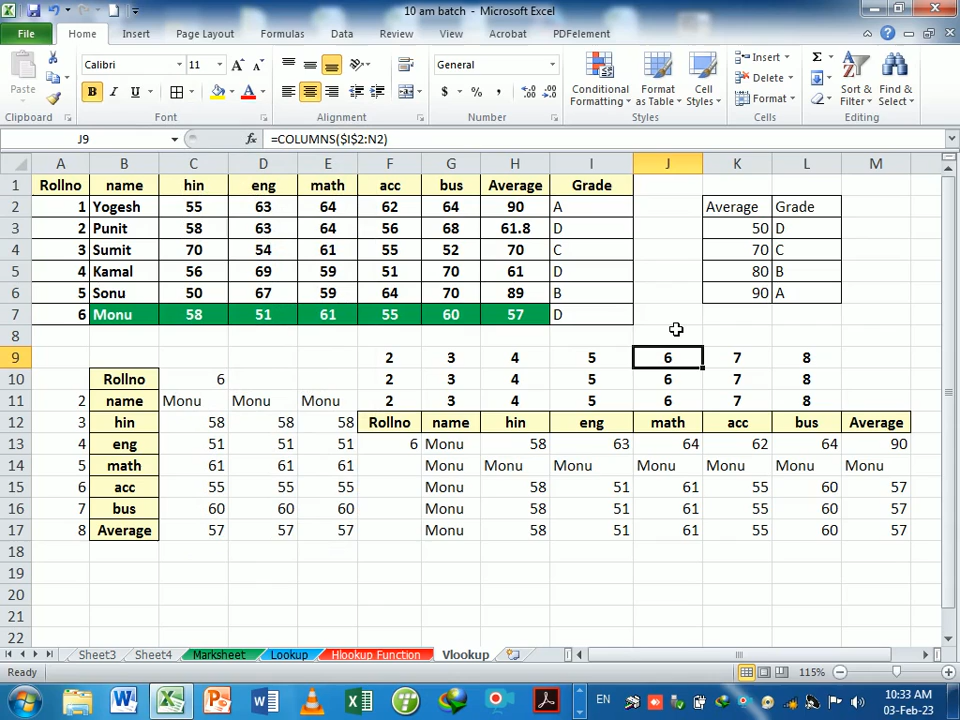 10 am batch - Microsoft Excel
File Home Insert Page Layout Formulas Data Review View Acrobat PDFelement
Paste
Calibri 11
B I U
General
Conditional Formatting
Format as Table
Cell Styles
Insert
Delete
Format
Sort & Filter
Find & Select
Clipboard Font Alignment Number Styles Cells Editing
J9 fx =COLUMNS($I$2:N2)
A B C D E F G H I J K L M
1 Rollno name hin eng math acc bus Average Grade
2 1 Yogesh 55 63 64 62 64 90 A Average Grade
3 2 Punit 58 63 64 56 68 61.8 D 50 D
4 3 Sumit 70 54 61 55 52 70 C 70 C
5 4 Kamal 56 69 59 51 70 61 D 80 B
6 5 Sonu 50 67 59 64 70 89 B 90 A
7 6 Monu 58 51 61 55 60 57 D
8
9 2 3 4 5 6 7 8
10 Rollno 6 2 3 4 5 6 7 8
11 2 name Monu Monu Monu 2 3 4 5 6 7 8
12 3 hin 58 58 58 Rollno name hin eng math acc bus Average
13 4 eng 51 51 51 6 Monu 58 63 64 62 64 90
14 5 math 61 61 61 Monu Monu Monu Monu Monu Monu Monu
15 6 acc 55 55 55 Monu 58 51 61 55 60 57
16 7 bus 60 60 60 Monu 58 51 61 55 60 57
17 8 Average 57 57 57 Monu 58 51 61 55 60 57
18
19
20
21
22
Sheet3 Sheet4 Marksheet Lookup Hlookup Function Vlookup
Ready 115%
EN 10:33 AM
03-Feb-23